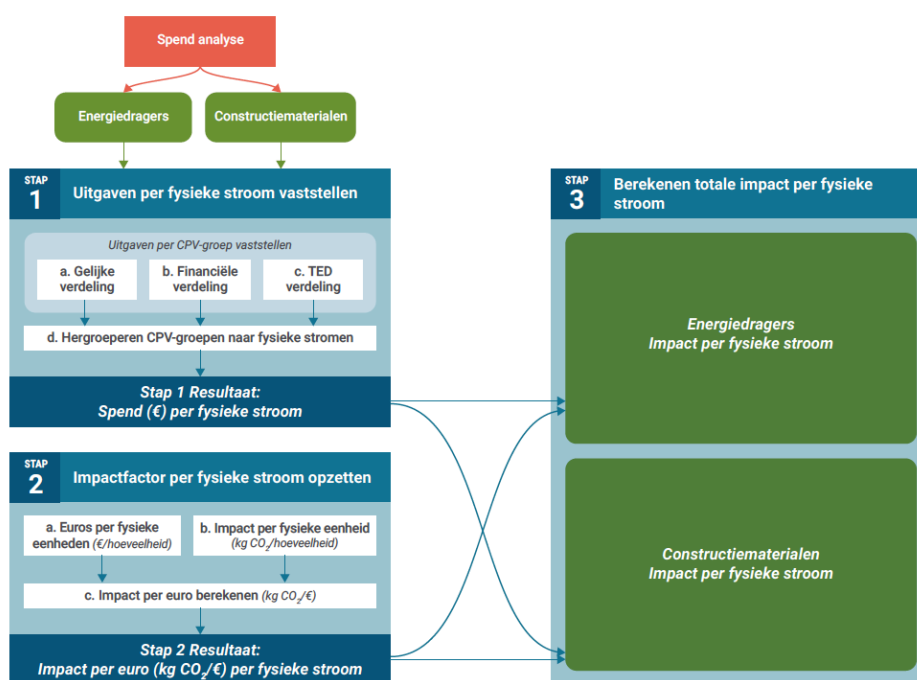 Spend analyse
Energiedragers
Constructiematerialen
STAP
1
Uitgaven per fysieke stroom vaststellen
Uitgaven per CPV-groep vaststellen
a. Gelijke
verdeling
b. Financiële
verdeling
c. TED
verdeling
d. Hergroeperen CPV-groepen naar fysieke stromen
Stap 1 Resultaat:
Spend (€) per fysieke stroom
STAP
2
Impactfactor per fysieke stroom opzetten
a. Euros per fysieke
eenheden (€/hoeveelheid)
b. Impact per fysieke eenheid
(kg CO₂/hoeveelheid)
c. Impact per euro berekenen (kg CO₂/€)
Stap 2 Resultaat:
Impact per euro (kg CO₂/€) per fysieke stroom
STAP
3
Berekenen totale impact per fysieke
stroom
Energiedragers
Impact per fysieke stroom
Constructiematerialen
Impact per fysieke stroom